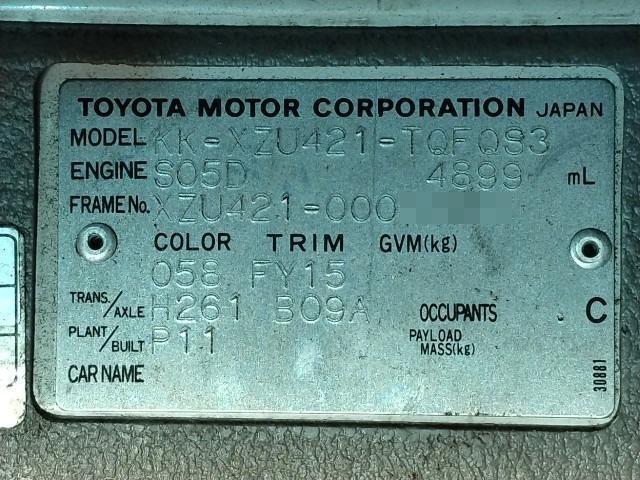 TOYOTA MOTOR CORPORATION JAPAN
MODEL KK-XZU421-TQFQS3
ENGINE S05D 4899 mL
FRAME No. XZU421-000
COLOR TRIM GVM(kg)
058 FY15
TRANS./AXLE H261 B09A OCCUPANTS C
PLANT/BUILT P11 PAYLOAD MASS(kg)
CAR NAME
30881